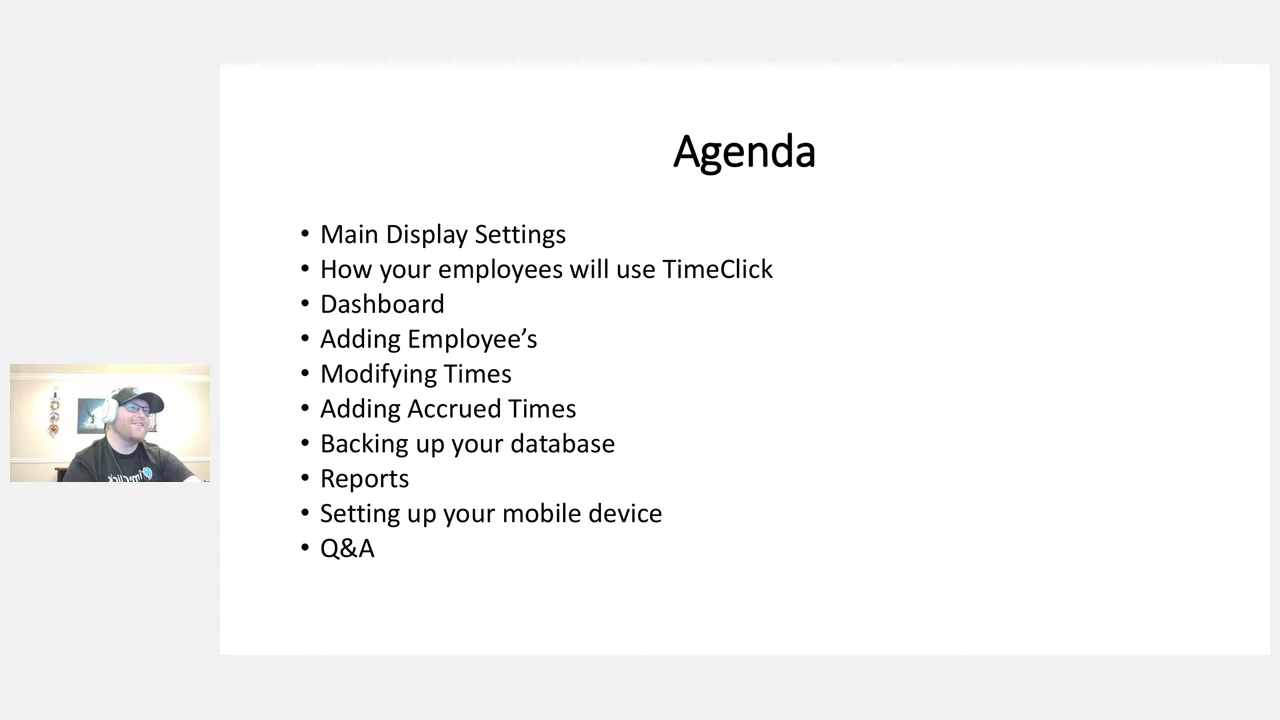 Agenda
• Main Display Settings
• How your employees will use TimeClick
• Dashboard
• Adding Employee’s
• Modifying Times
• Adding Accrued Times
• Backing up your database
• Reports
• Setting up your mobile device
• Q&A
TimeClick